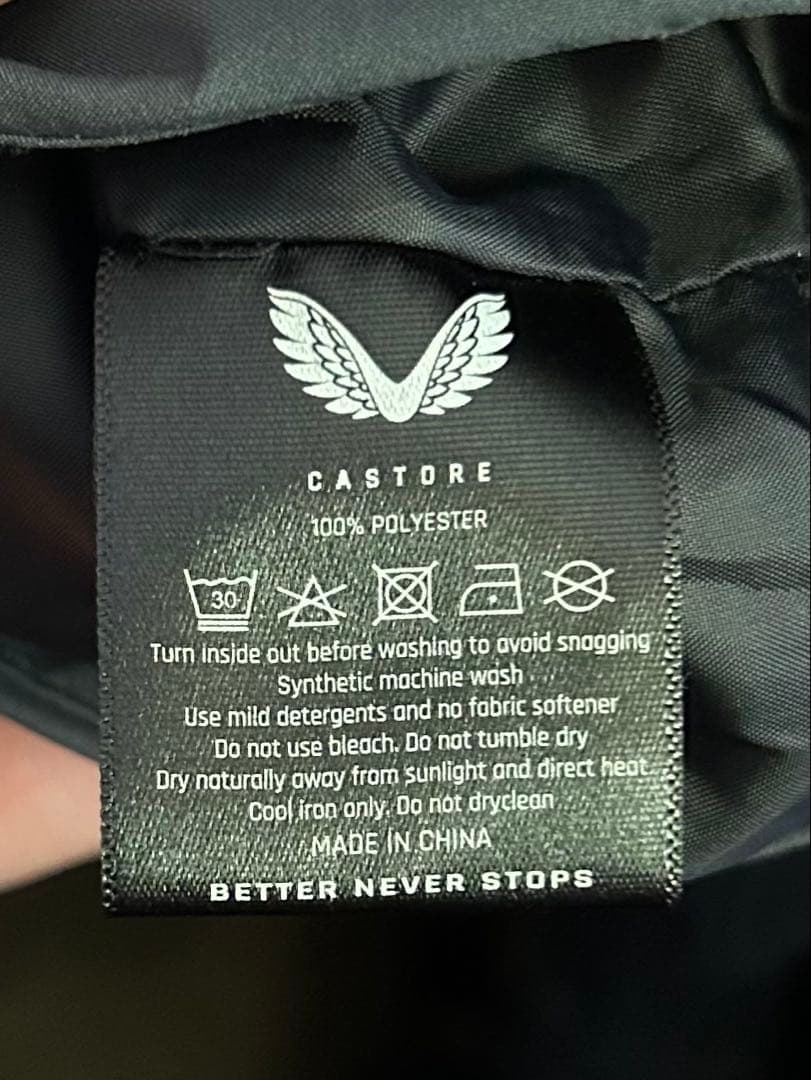 CASTORE
100% POLYESTER
30
Turn inside out before washing to avoid snagging
Synthetic machine wash
Use mild detergents and no fabric softener
Do not use bleach. Do not tumble dry
Dry naturally away from sunlight and direct heat.
Cool iron only. Do not dryclean
MADE IN CHINA
BETTER NEVER STOPS